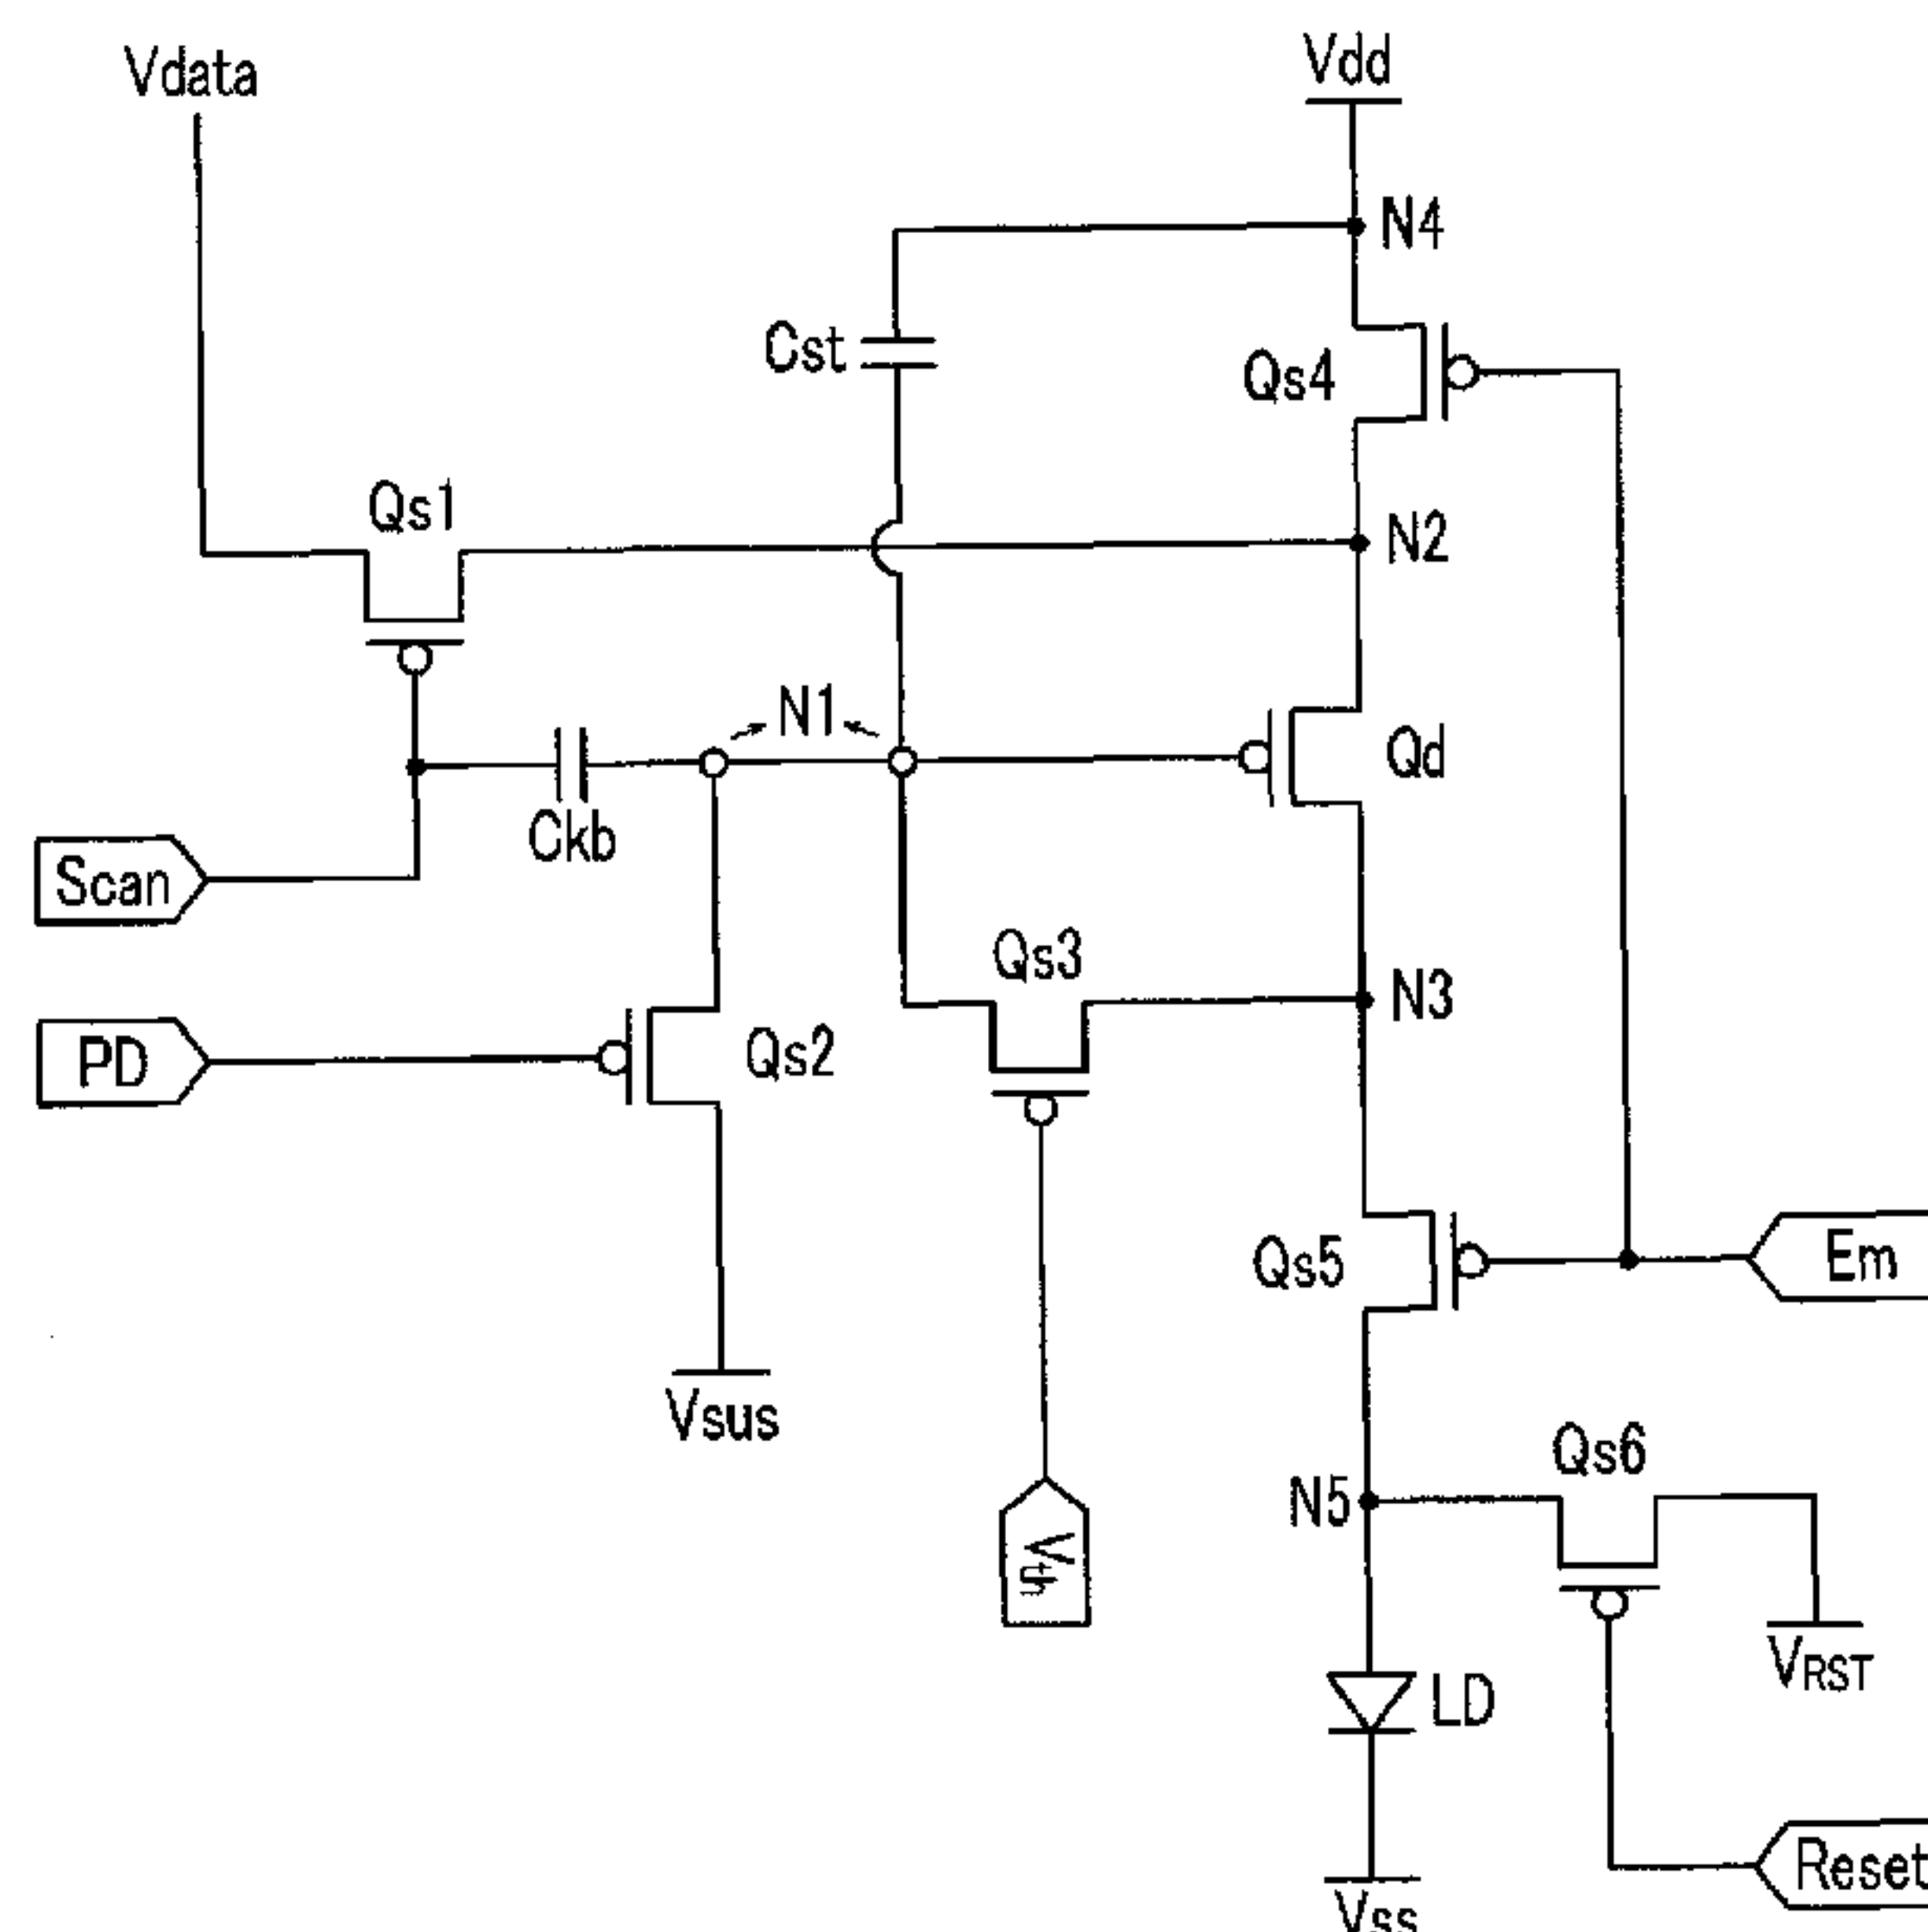 Vdata
Vdd
N4
Cst
Qs4
Qs1
N2
N1
Qd
Ckb
Scan
Qs3
N3
PD
Qs2
Qs5
Em
Vsus
Qs6
N5
VRST
LD
Reset
Vss